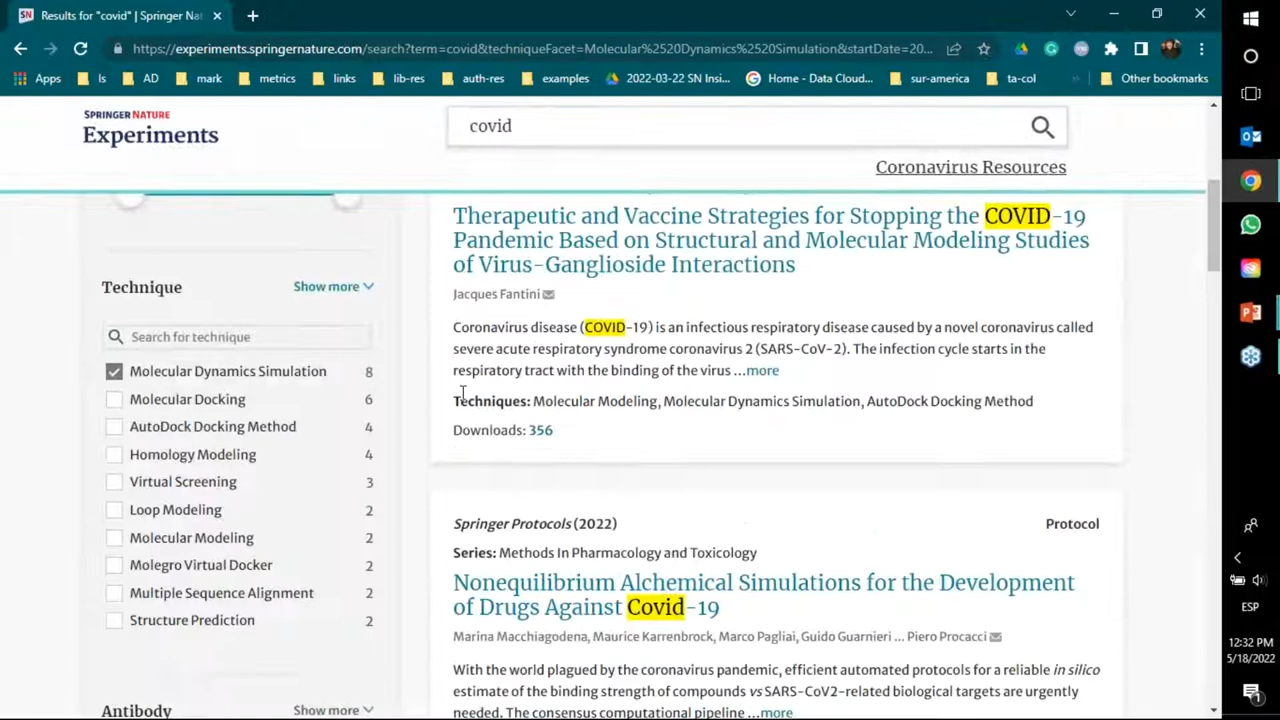 Results for "covid" | Springer Na
https://experiments.springernature.com/search?term=covid&techniqueFacet=Molecular%2520Dynamics%2520Simulation&startDate=20...
Apps ls AD mark metrics links lib-res auth-res examples 2022-03-22 SN Insi... Home - Data Cloud... sur-america ta-col » Other bookmarks
SPRINGER NATURE
Experiments
covid
Coronavirus Resources
Therapeutic and Vaccine Strategies for Stopping the COVID-19
Pandemic Based on Structural and Molecular Modeling Studies
of Virus-Ganglioside Interactions
Jacques Fantini
Coronavirus disease (COVID-19) is an infectious respiratory disease caused by a novel coronavirus called
severe acute respiratory syndrome coronavirus 2 (SARS-CoV-2). The infection cycle starts in the
respiratory tract with the binding of the virus ...more
Techniques: Molecular Modeling, Molecular Dynamics Simulation, AutoDock Docking Method
Downloads: 356
Technique Show more
Search for technique
Molecular Dynamics Simulation 8
Molecular Docking 6
AutoDock Docking Method 4
Homology Modeling 4
Virtual Screening 3
Loop Modeling 2
Molecular Modeling 2
Molegro Virtual Docker 2
Multiple Sequence Alignment 2
Structure Prediction 2
Antibody Show more
Springer Protocols (2022) Protocol
Series: Methods In Pharmacology and Toxicology
Nonequilibrium Alchemical Simulations for the Development
of Drugs Against Covid-19
Marina Macchiagodena, Maurice Karrenbrock, Marco Pagliai, Guido Guarnieri ... Piero Procacci
With the world plagued by the coronavirus pandemic, efficient automated protocols for a reliable in silico
estimate of the binding strength of compounds vs SARS-CoV2-related biological targets are urgently
needed. The consensus computational pipeline ...more
ESP
12:32 PM
5/18/2022
1